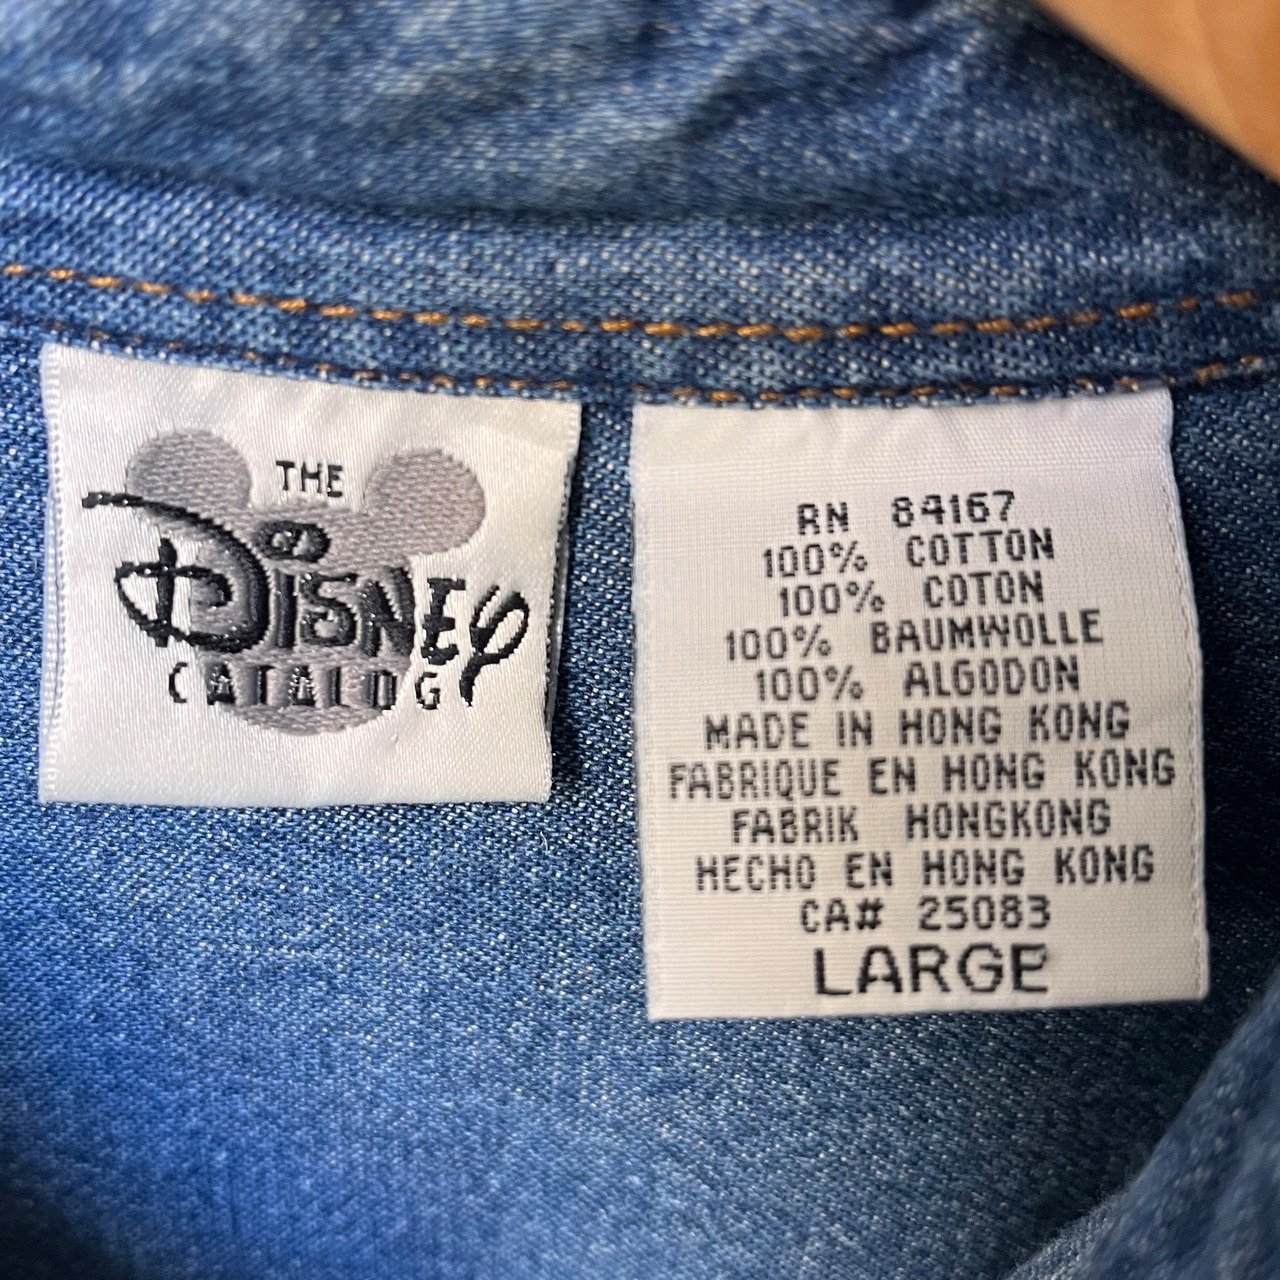 THE
Disney
CATALOG
RN 84167
100% COTTON
100% COTON
100% BAUMWOLLE
100% ALGODON
MADE IN HONG KONG
FABRIQUE EN HONG KONG
FABRIK HONGKONG
HECHO EN HONG KONG
CA# 25083
LARGE